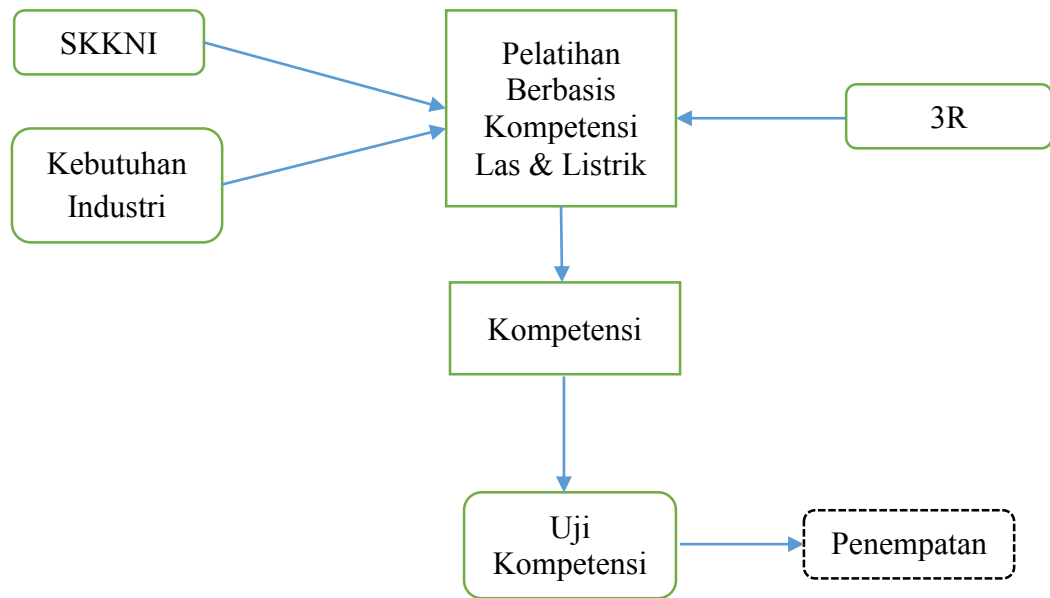 SKKNI
Pelatihan
Berbasis
Kompetensi
Las & Listrik
3R
Kebutuhan
Industri
Kompetensi
Uji
Kompetensi
Penempatan